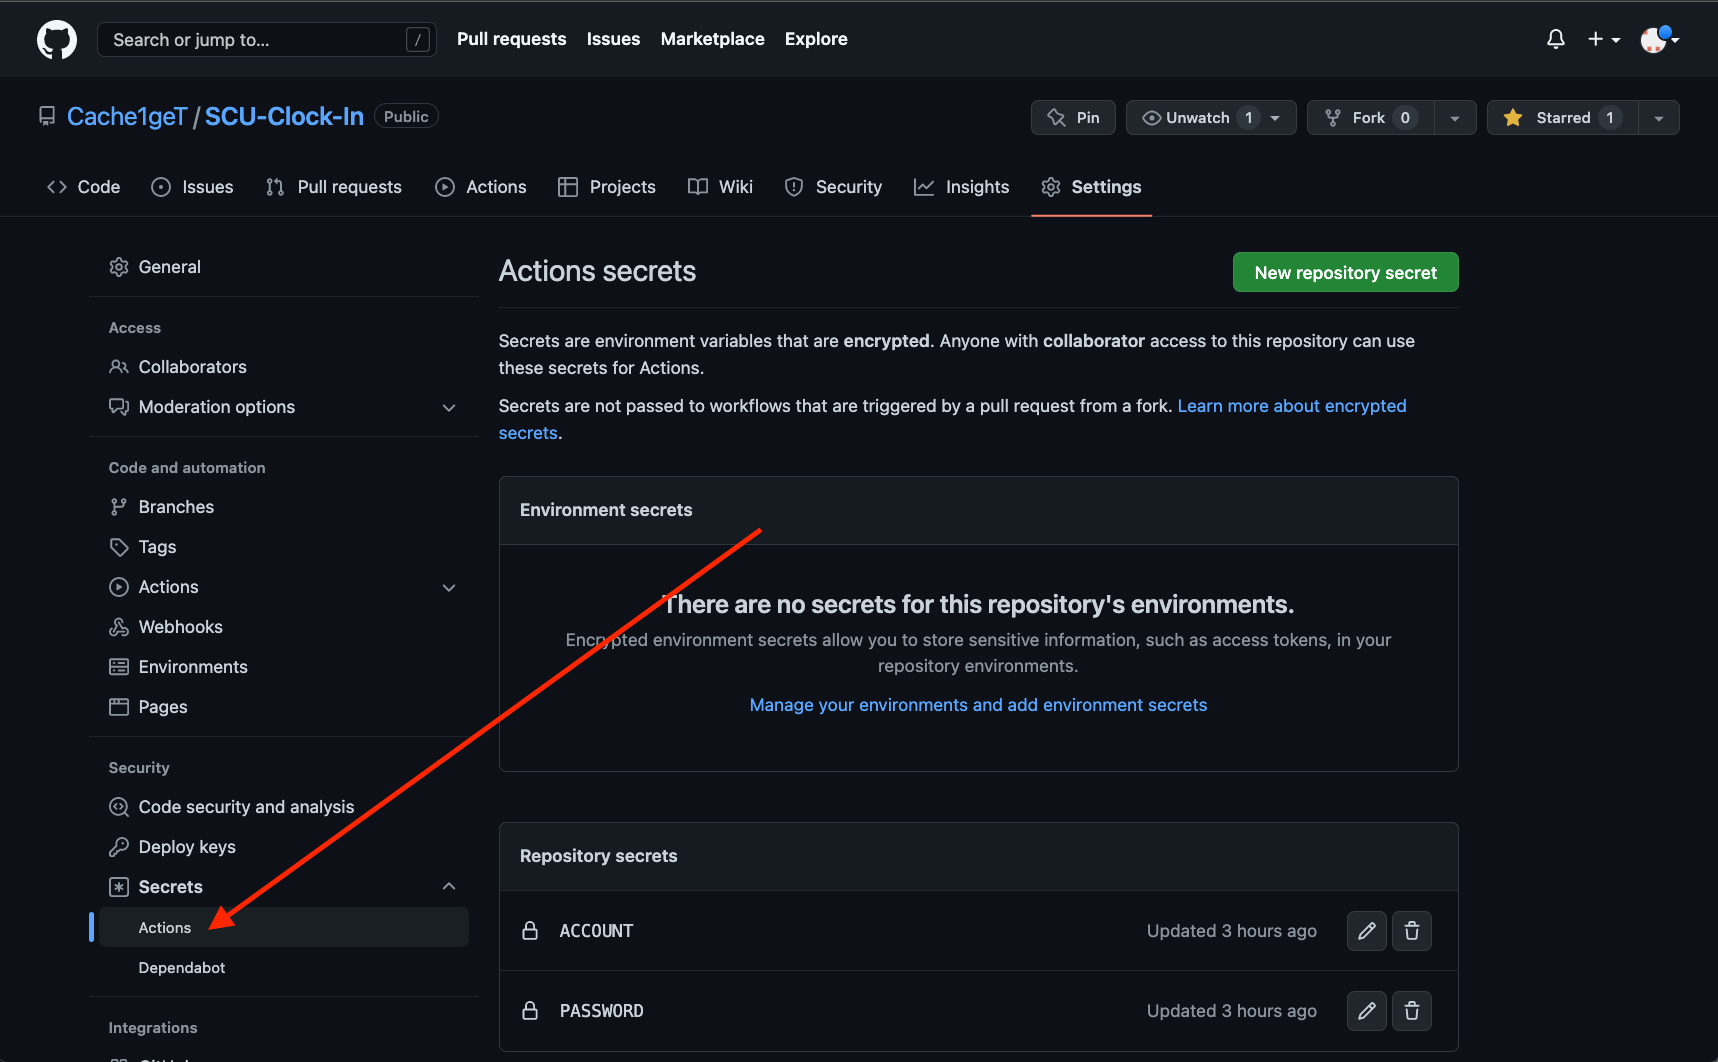 Search or jump to... /
Pull requests Issues Marketplace Explore
Cache1geT / SCU-Clock-In Public
Pin Unwatch 1 Fork 0 Starred 1
Code Issues Pull requests Actions Projects Wiki Security Insights Settings
General
Access
Collaborators
Moderation options
Code and automation
Branches
Tags
Actions
Webhooks
Environments
Pages
Security
Code security and analysis
Deploy keys
Secrets
Actions
Dependabot
Integrations
Actions secrets
New repository secret
Secrets are environment variables that are encrypted. Anyone with collaborator access to this repository can use
these secrets for Actions.
Secrets are not passed to workflows that are triggered by a pull request from a fork. Learn more about encrypted
secrets.
Environment secrets
There are no secrets for this repository's environments.
Encrypted environment secrets allow you to store sensitive information, such as access tokens, in your
repository environments.
Manage your environments and add environment secrets
Repository secrets
ACCOUNT Updated 3 hours ago
PASSWORD Updated 3 hours ago